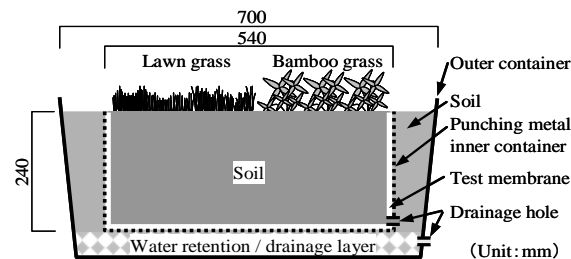 700
540
Lawn grass
Bamboo grass
Outer container
Soil
Punching metal
inner container
Test membrane
Drainage hole
240
Soil
Water retention / drainage layer
（Unit：mm）